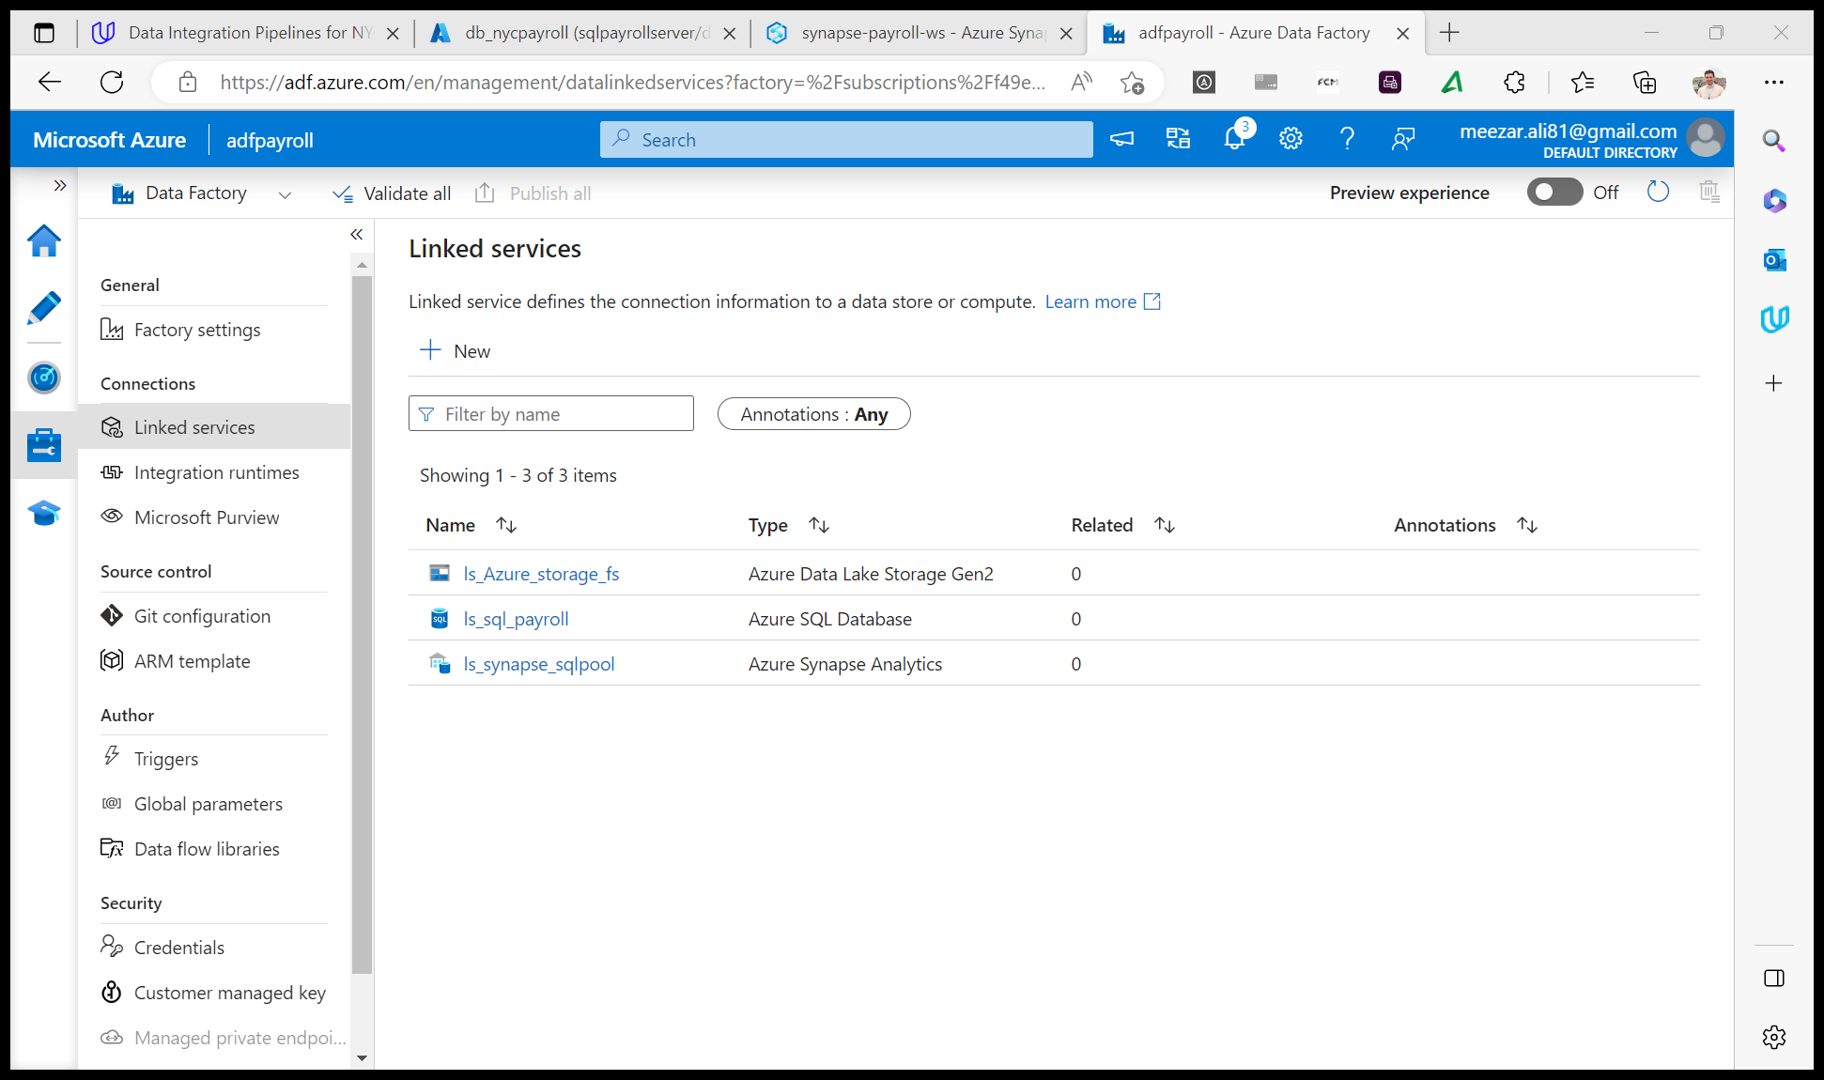 Data Integration Pipelines for NY
db_nycpayroll (sqlpayrollserver/d
synapse-payroll-ws - Azure Syna
adfpayroll - Azure Data Factory
https://adf.azure.com/en/management/datalinkedservices?factory=%2Fsubscriptions%2Ff49e...
FCM
Microsoft Azure
adfpayroll
Search
3
meezar.ali81@gmail.com
DEFAULT DIRECTORY
Data Factory
Validate all
Publish all
Preview experience
Off
General
Factory settings
Connections
Linked services
Integration runtimes
Microsoft Purview
Source control
Git configuration
ARM template
Author
Triggers
Global parameters
Data flow libraries
Security
Credentials
Customer managed key
Managed private endpoi...
Linked services
Linked service defines the connection information to a data store or compute. Learn more
New
Filter by name
Annotations : Any
Showing 1 - 3 of 3 items
Name Type Related Annotations
ls_Azure_storage_fs Azure Data Lake Storage Gen2 0
ls_sql_payroll Azure SQL Database 0
ls_synapse_sqlpool Azure Synapse Analytics 0